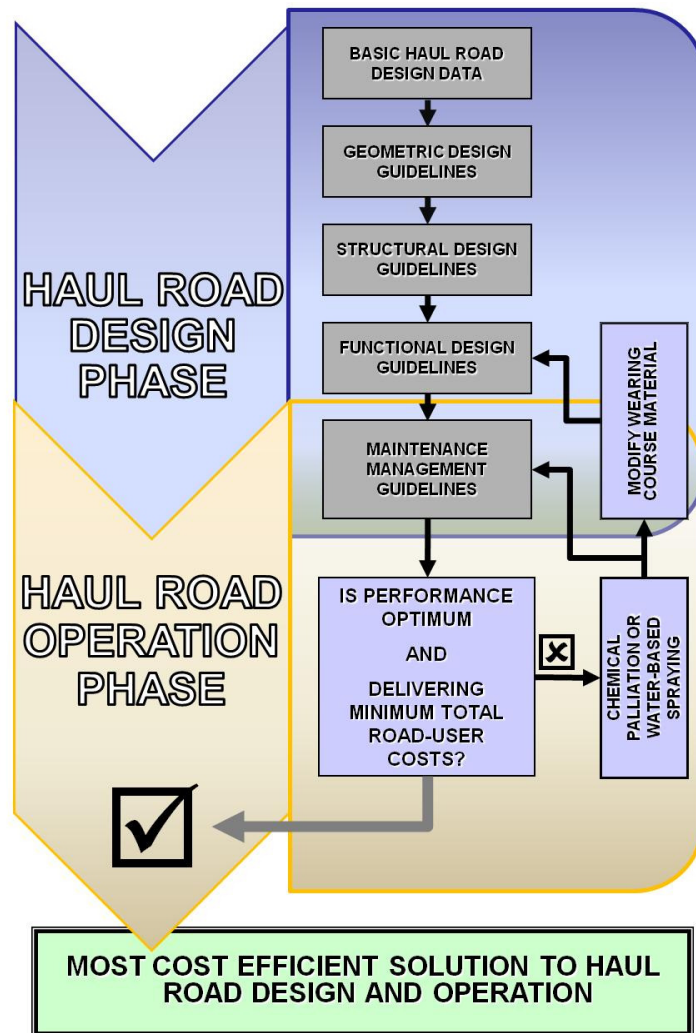 BASIC HAUL ROAD
DESIGN DATA
GEOMETRIC DESIGN
GUIDELINES
STRUCTURAL DESIGN
GUIDELINES
HAUL ROAD
DESIGN
PHASE
FUNCTIONAL DESIGN
GUIDELINES
MODIFY WEARING
COURSE MATERIAL
MAINTENANCE
MANAGEMENT
GUIDELINES
HAUL ROAD
OPERATION
PHASE
IS PERFORMANCE
OPTIMUM
AND
DELIVERING
MINIMUM TOTAL
ROAD-USER
COSTS?
CHEMICAL
PALLIATION OR
WATER-BASED
SPRAYING
MOST COST EFFICIENT SOLUTION TO HAUL
ROAD DESIGN AND OPERATION